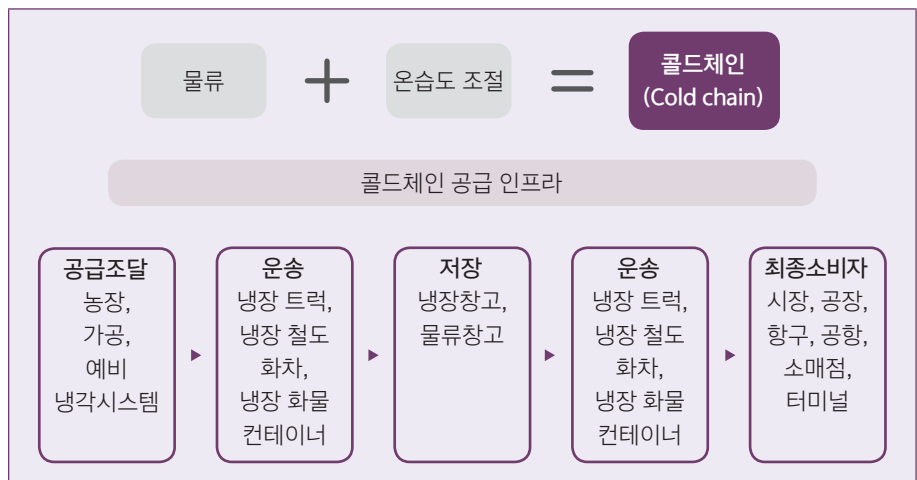 물류
+
온습도 조절
=
콜드체인
(Cold chain)
콜드체인 공급 인프라
공급조달
농장,
가공,
예비
냉각시스템
운송
냉장 트럭,
냉장 철도
화차,
냉장 화물
컨테이너
저장
냉장창고,
물류창고
운송
냉장 트럭,
냉장 철도
화차,
냉장 화물
컨테이너
최종소비자
시장, 공장,
항구, 공항,
소매점,
터미널